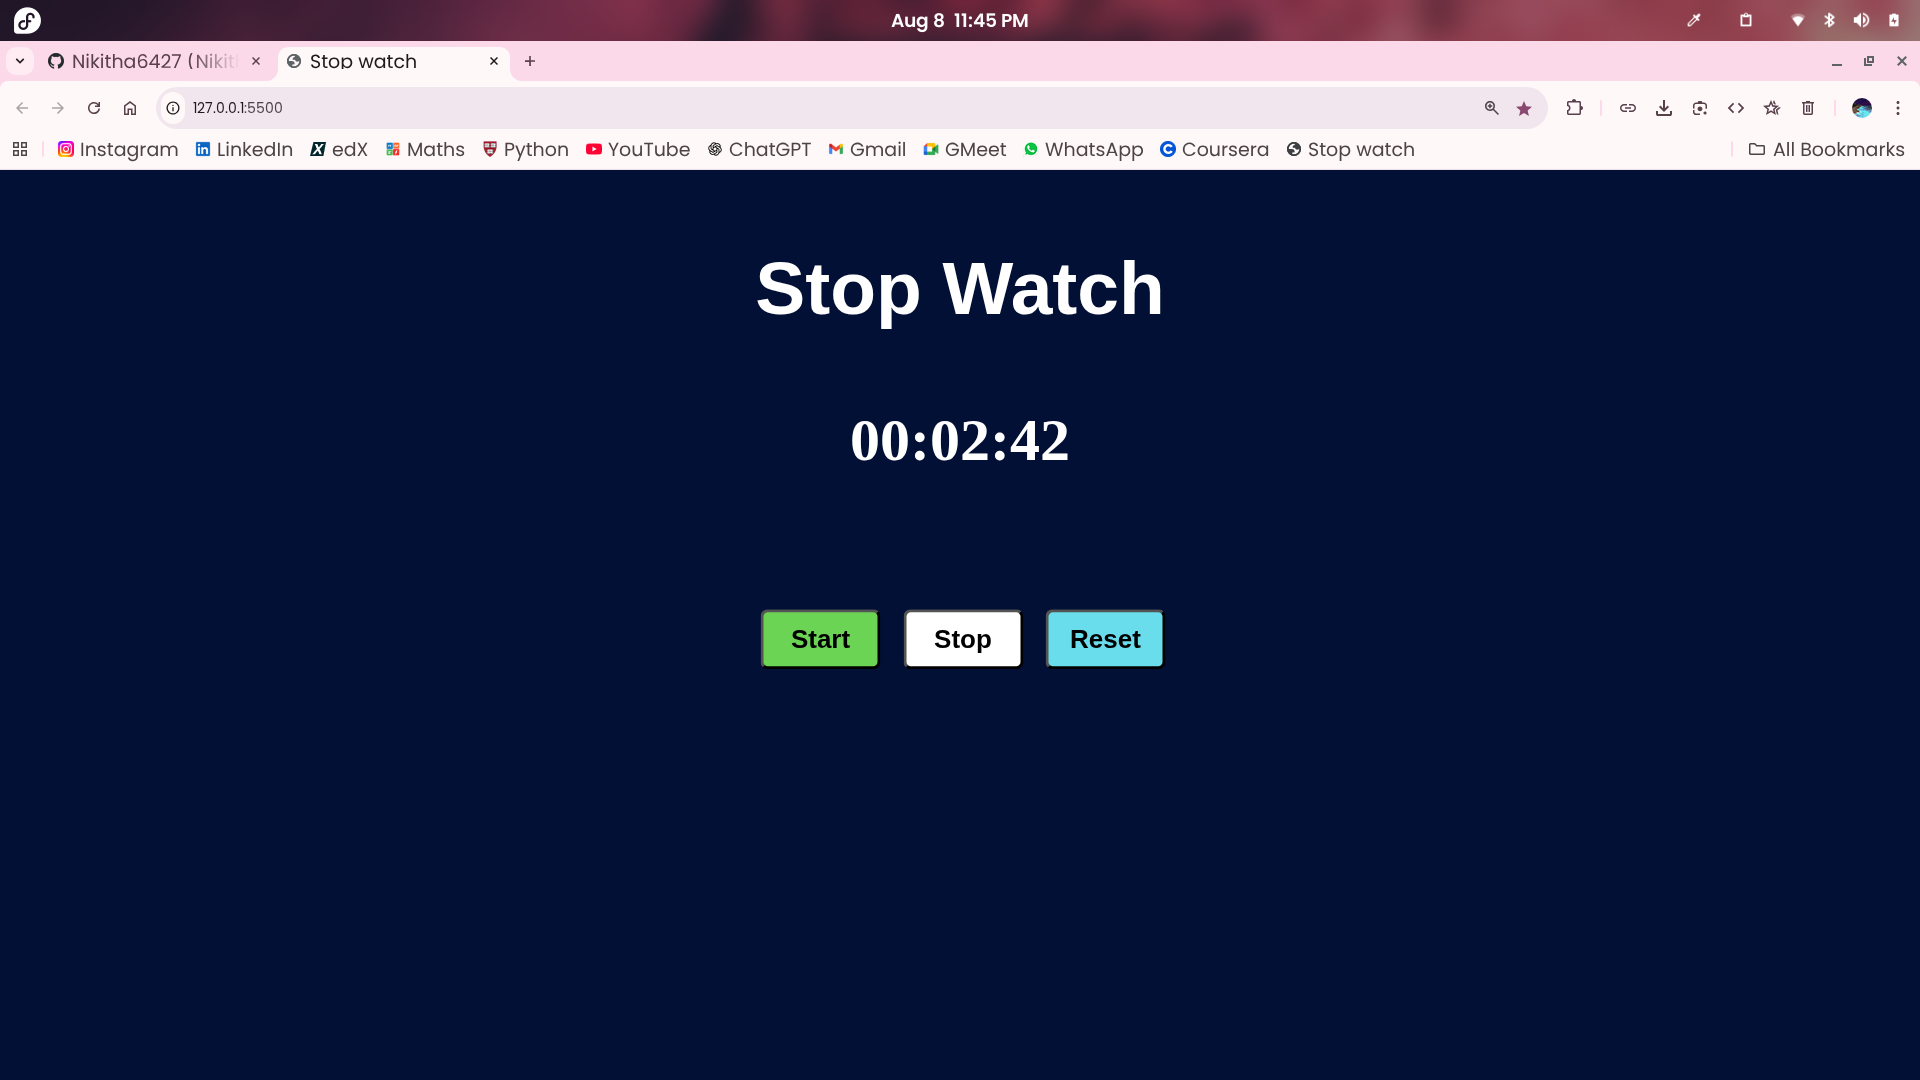 Aug 8 11:45 PM
Nikitha6427 (Nikit
Stop watch
127.0.0.1:5500
Instagram LinkedIn edX Maths Python YouTube ChatGPT Gmail GMeet WhatsApp Coursera Stop watch All Bookmarks
Stop Watch
00:02:42
Start Stop Reset